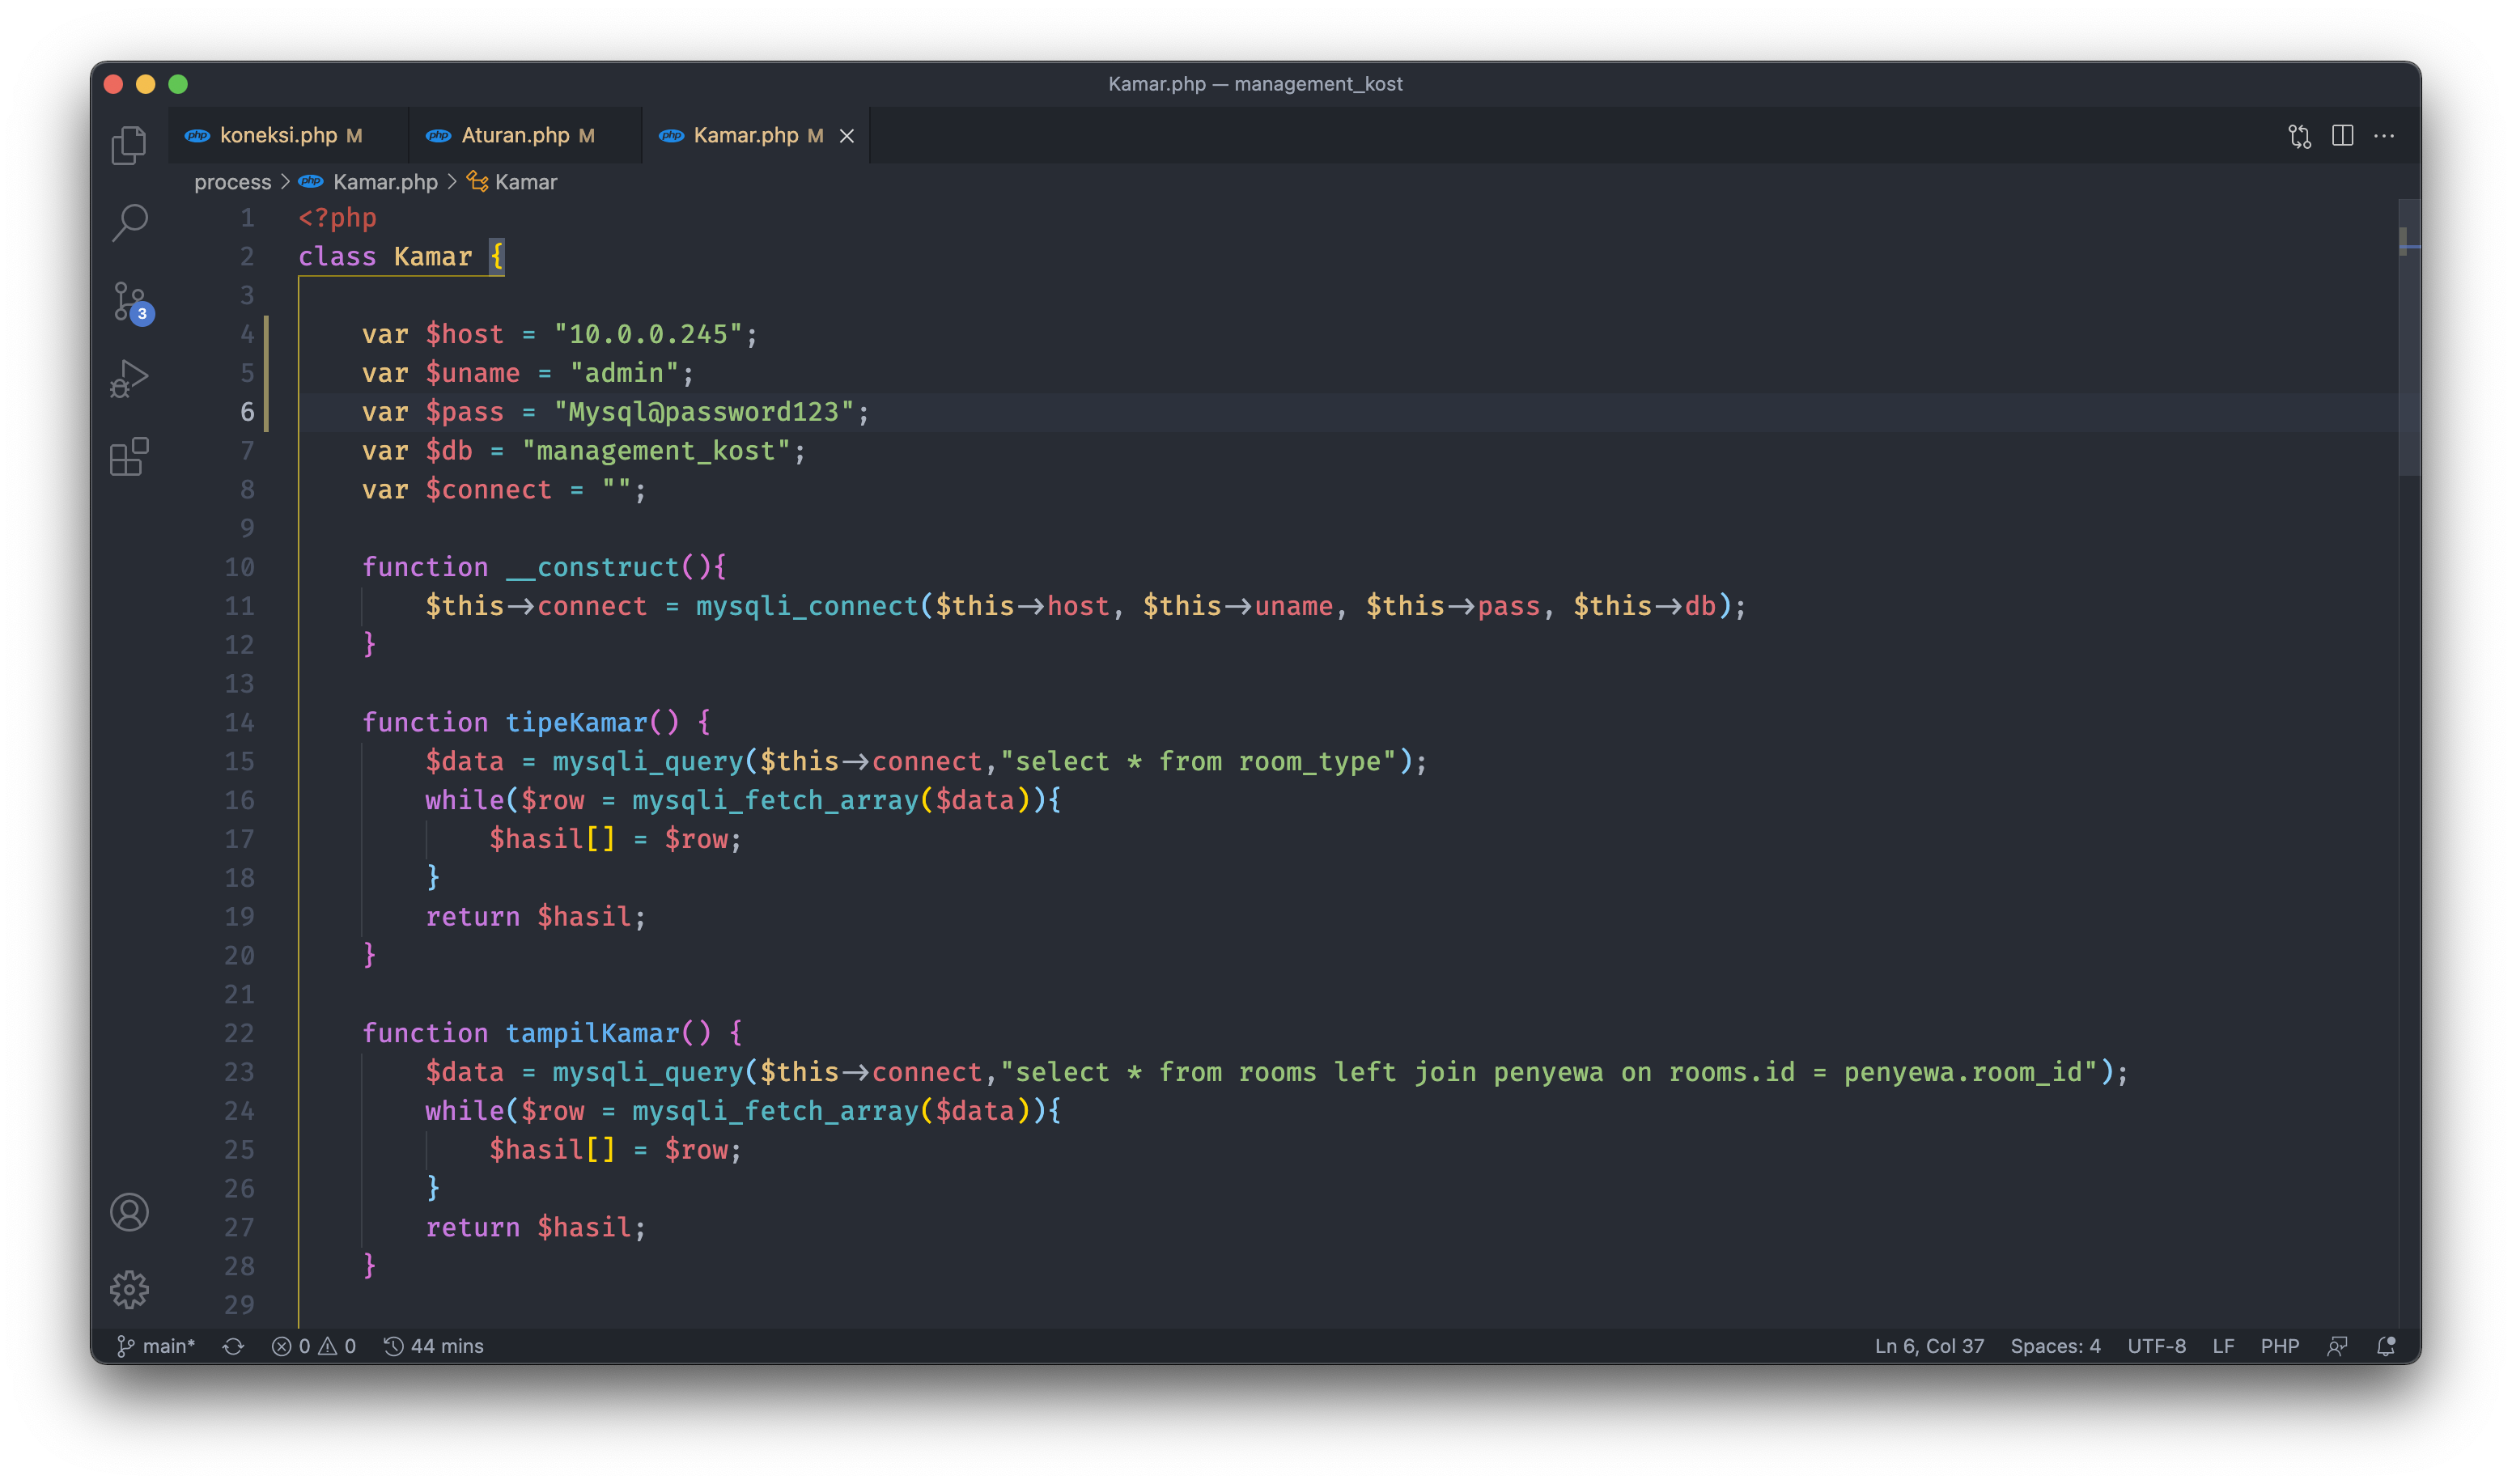 Kamar.php — management_kost
php koneksi.php M php Aturan.php M php Kamar.php M
process > php Kamar.php > Kamar
1 <?php
2 class Kamar {
3
4 var $host = "10.0.0.245";
5 var $uname = "admin";
6 var $pass = "Mysql@password123";
7 var $db = "management_kost";
8 var $connect = "";
9
10 function __construct(){
11 $this->connect = mysqli_connect($this->host, $this->uname, $this->pass, $this->db);
12 }
13
14 function tipeKamar() {
15 $data = mysqli_query($this->connect,"select * from room_type");
16 while($row = mysqli_fetch_array($data)){
17 $hasil[] = $row;
18 }
19 return $hasil;
20 }
21
22 function tampilKamar() {
23 $data = mysqli_query($this->connect,"select * from rooms left join penyewa on rooms.id = penyewa.room_id");
24 while($row = mysqli_fetch_array($data)){
25 $hasil[] = $row;
26 }
27 return $hasil;
28 }
29
3
main* 0 0 44 mins Ln 6, Col 37 Spaces: 4 UTF-8 LF PHP